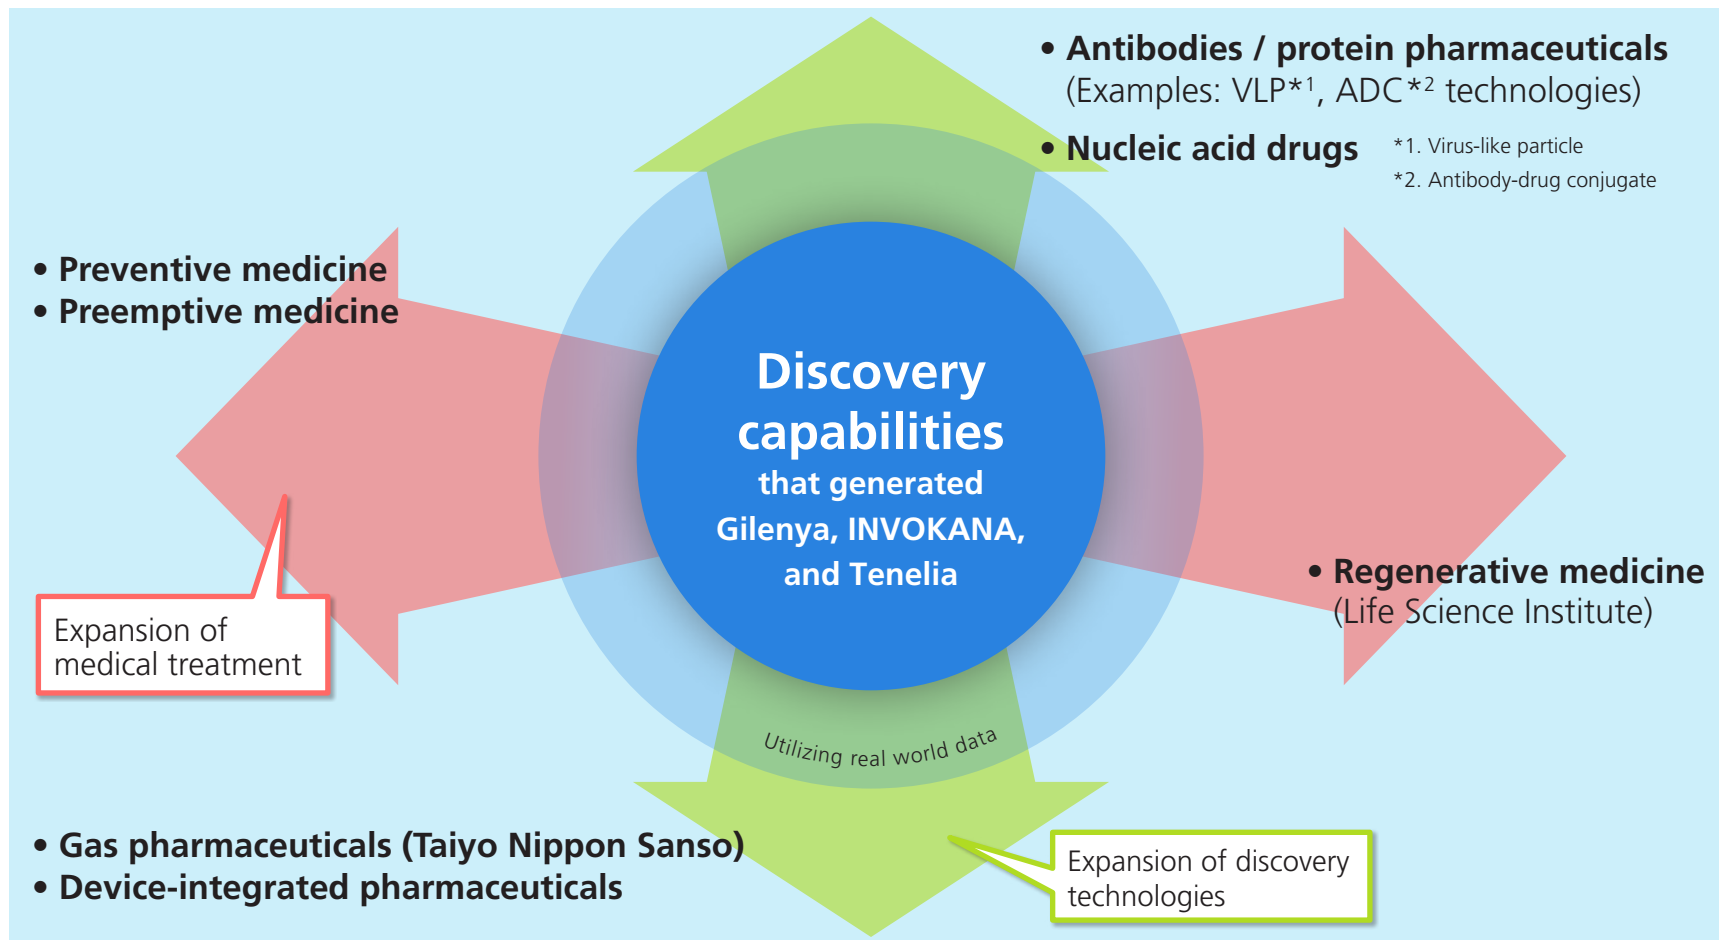 • Antibodies / protein pharmaceuticals
(Examples: VLP*1, ADC*2 technologies)
• Nucleic acid drugs
*1. Virus-like particle
*2. Antibody-drug conjugate
• Preventive medicine
• Preemptive medicine
Discovery
capabilities
that generated
Gilenya, INVOKANA,
and Tenelia
• Regenerative medicine
(Life Science Institute)
Expansion of
medical treatment
Utilizing real world data
• Gas pharmaceuticals (Taiyo Nippon Sanso)
• Device-integrated pharmaceuticals
Expansion of discovery
technologies